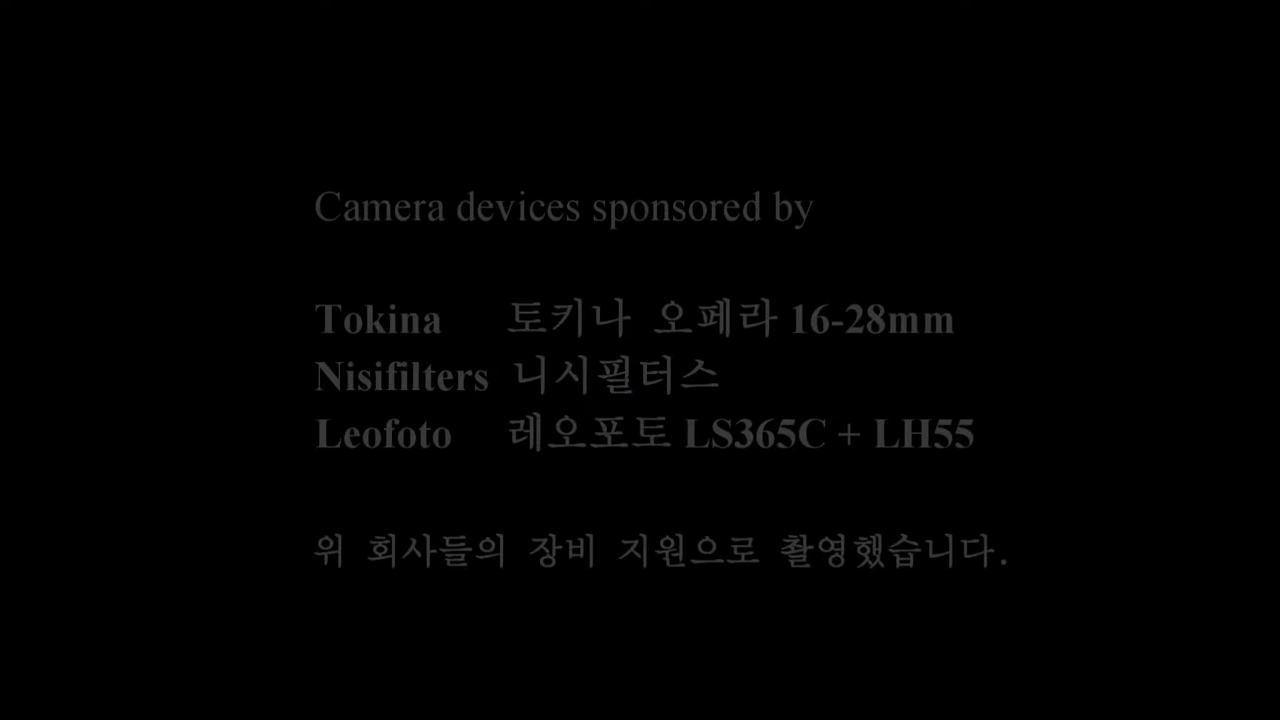 Camera devices sponsored by
Tokina 토키나 오페라 16-28mm
Nisifilters 니시필터스
Leofoto 레오포토 LS365C + LH55
위 회사들의 장비 지원으로 촬영했습니다.